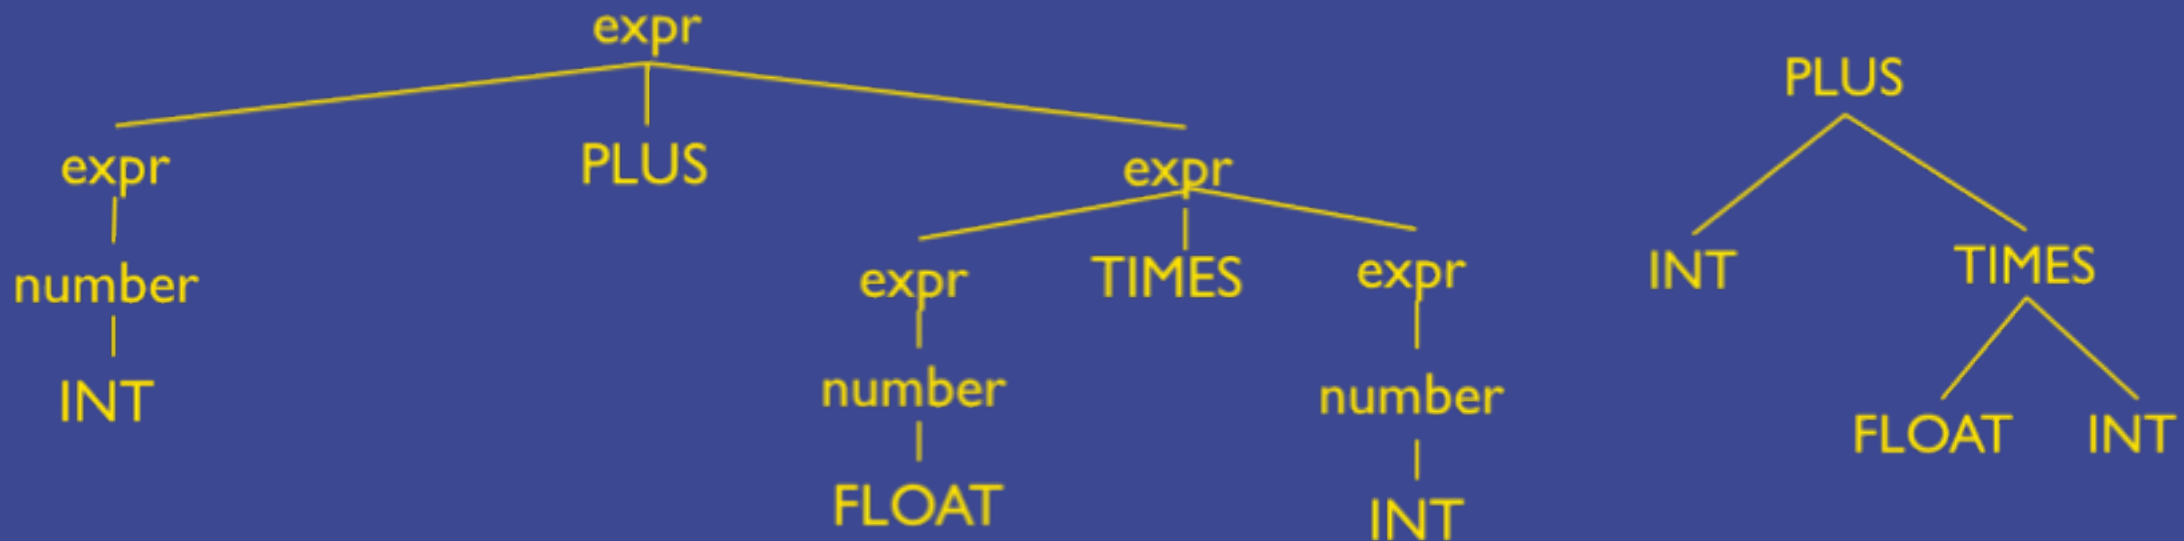 expr
PLUS
expr PLUS expr
INT TIMES
expr TIMES expr
number
number number
FLOAT INT
INT
FLOAT INT